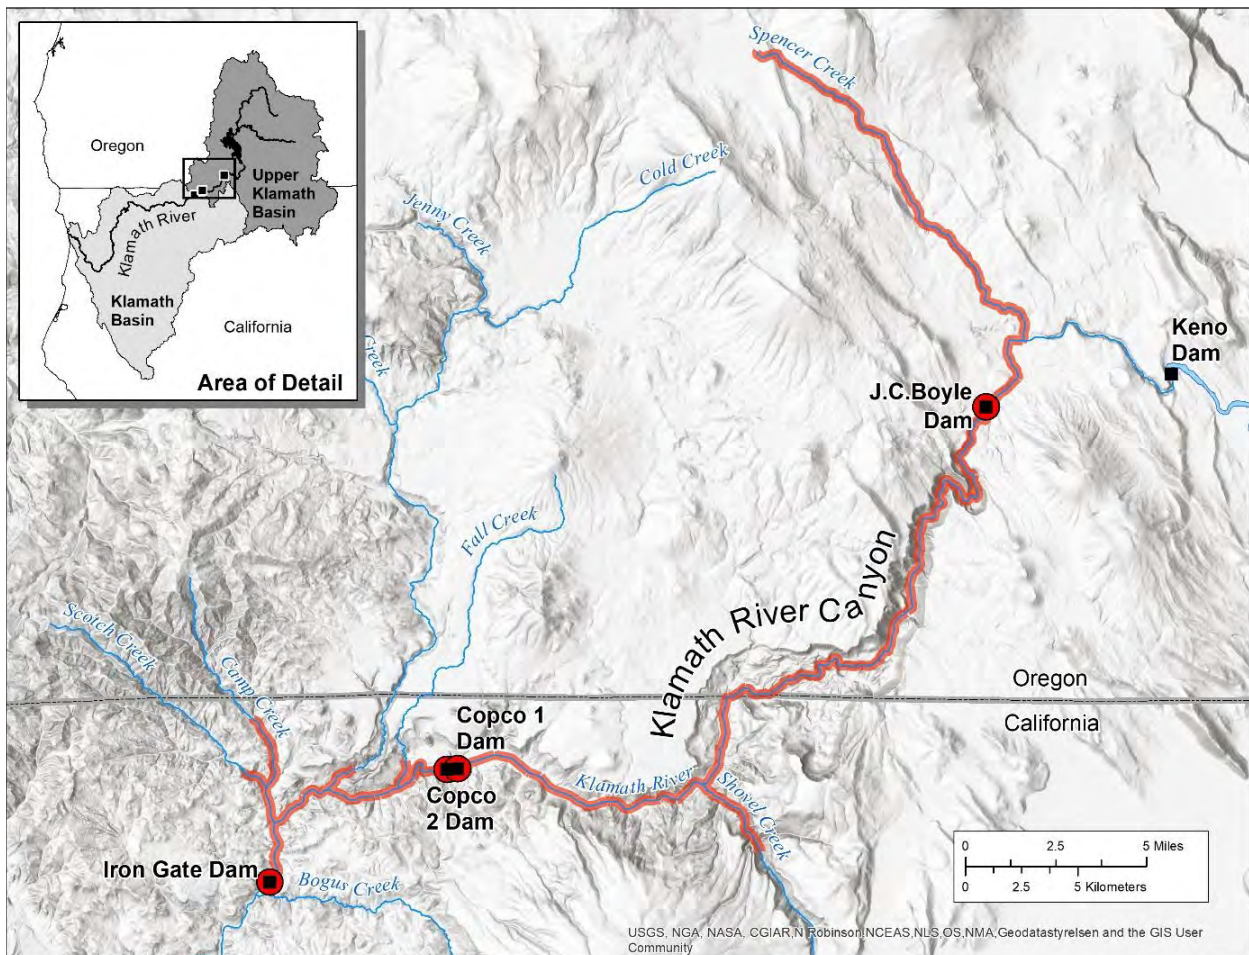 Oregon
Upper
Klamath
Basin
Klamath River
Klamath
Basin
California
Area of Detail
Spencer Creek
Cold Creek
Jenny Creek
Creek
Keno
Dam
J.C.Boyle
Dam
Fall Creek
Klamath River Canyon
Scotch Creek
Camp Creek
Oregon
California
Copco 1
Dam
Klamath River
Copco
2 Dam
Shovel Creek
Iron Gate Dam
Bogus Creek
0 2.5 5 Miles
0 2.5 5 Kilometers
USGS, NGA, NASA, CGIAR,N Robinson,NCEAS,NLS,OS,NMA,Geodatastyrelsen and the GIS User
Community